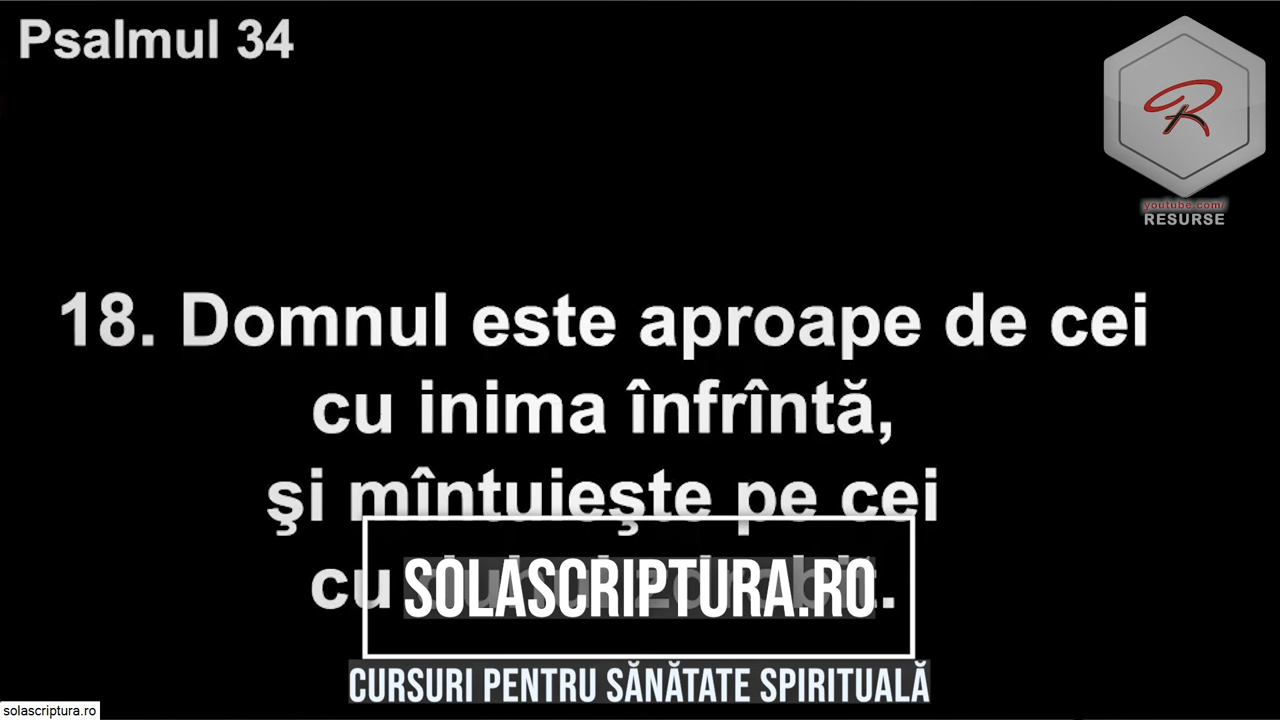 Psalmul 34
youtube.com/
RESURSE
18. Domnul este aproape de cei
cu inima înfrîntă,
şi mîntuieşte pe cei
cu
SOLASCRIPTURA.RO
CURSURI PENTRU SĂNĂTATE SPIRITUALĂ
solascriptura.ro